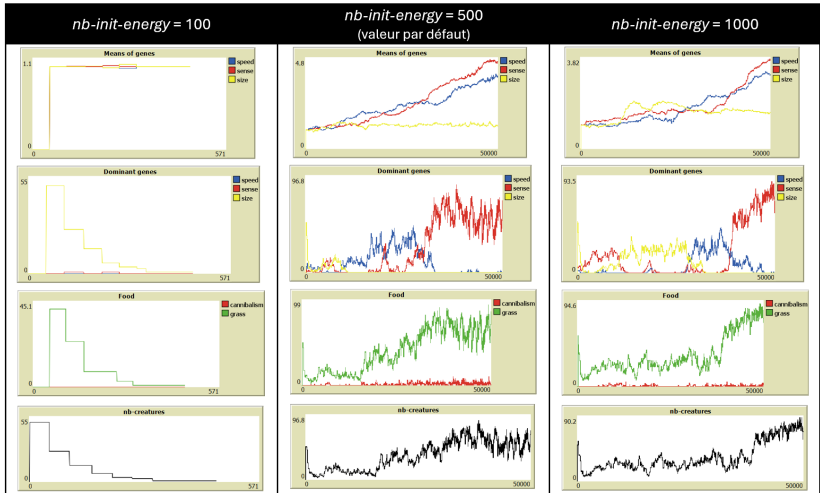 nb-init-energy = 100
nb-init-energy = 500
(valeur par défaut)
nb-init-energy = 1000
Means of genes
1.1
speed
sense
size
0
0
571
Means of genes
4.8
speed
sense
size
0
0
50000
Means of genes
3.82
speed
sense
size
0
0
50000
Dominant genes
55
speed
sense
size
0
0
571
Dominant genes
96.8
speed
sense
size
0
0
50000
Dominant genes
93.5
speed
sense
size
0
0
50000
Food
45.1
cannibalism
grass
0
0
571
Food
99
cannibalism
grass
0
0
50000
Food
94.6
cannibalism
grass
0
0
50000
nb-creatures
55
0
0
571
nb-creatures
96.8
0
0
50000
nb-creatures
90.2
0
0
50000